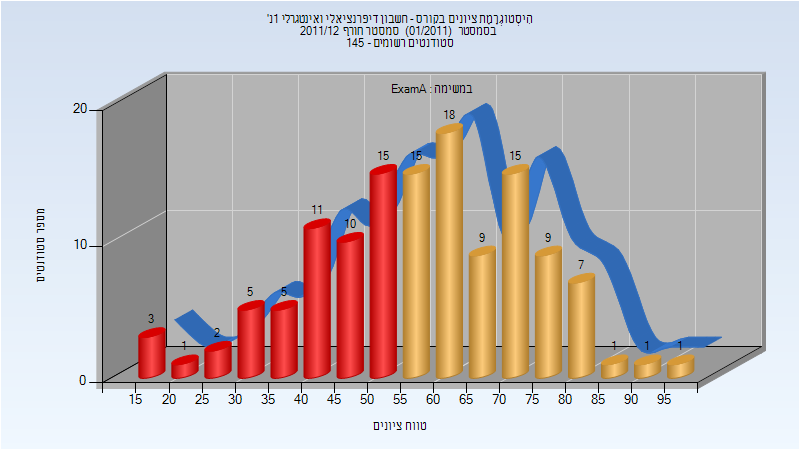 היסטוגרמת ציונים בקורס - חשבון דיפרנציאלי ואינטגרלי 1נ'
בסמסטר (01/2011) סמסטר חורף 2011/12
סטודנטים רשומים - 145
במשימה : ExamA
מספר סטודנטים
20
10
0
3
1
2
5
5
11
10
15
15
18
9
15
9
7
1
1
1
15 20 25 30 35 40 45 50 55 60 65 70 75 80 85 90 95
טווח ציונים